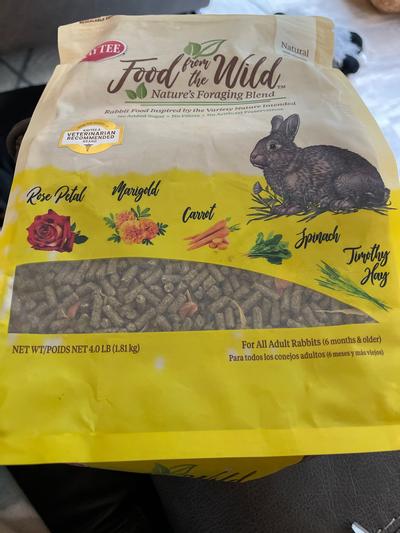 Natural
Food from the Wild™
Nature's Foraging Blend
Rabbit Food Inspired by the Variety Nature Intended
No Added Sugar • No Fillers • No Artificial Preservatives
VETERINARIAN
RECOMMENDED
BRAND
Rose Petal
Marigold
Carrot
Spinach
Timothy
Hay
NET WT/POIDS NET 4.0 LB (1.81 kg)
For All Adult Rabbits (6 months & older)
Para todos los conejos adultos (6 meses y más viejos)